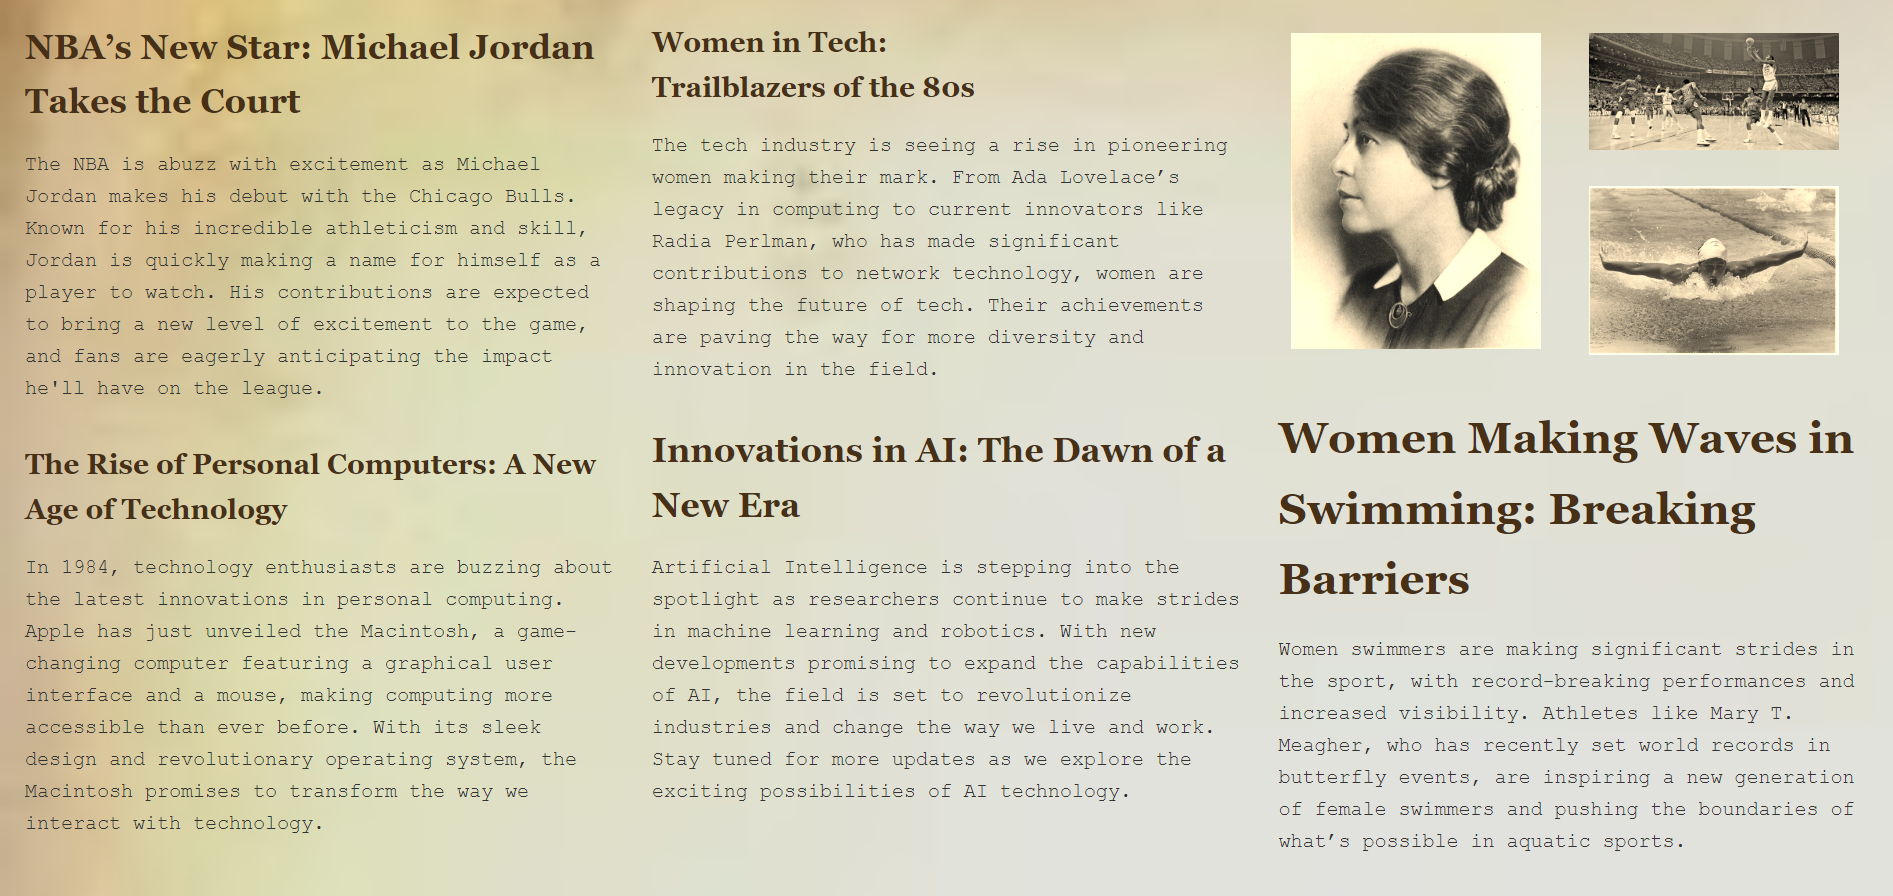 NBA’s New Star: Michael Jordan
Takes the Court
The NBA is abuzz with excitement as Michael
Jordan makes his debut with the Chicago Bulls.
Known for his incredible athleticism and skill,
Jordan is quickly making a name for himself as a
player to watch. His contributions are expected
to bring a new level of excitement to the game,
and fans are eagerly anticipating the impact
he'll have on the league.
The Rise of Personal Computers: A New
Age of Technology
In 1984, technology enthusiasts are buzzing about
the latest innovations in personal computing.
Apple has just unveiled the Macintosh, a game-
changing computer featuring a graphical user
interface and a mouse, making computing more
accessible than ever before. With its sleek
design and revolutionary operating system, the
Macintosh promises to transform the way we
interact with technology.
Women in Tech:
Trailblazers of the 80s
The tech industry is seeing a rise in pioneering
women making their mark. From Ada Lovelace’s
legacy in computing to current innovators like
Radia Perlman, who has made significant
contributions to network technology, women are
shaping the future of tech. Their achievements
are paving the way for more diversity and
innovation in the field.
Innovations in AI: The Dawn of a
New Era
Artificial Intelligence is stepping into the
spotlight as researchers continue to make strides
in machine learning and robotics. With new
developments promising to expand the capabilities
of AI, the field is set to revolutionize
industries and change the way we live and work.
Stay tuned for more updates as we explore the
exciting possibilities of AI technology.
Women Making Waves in
Swimming: Breaking
Barriers
Women swimmers are making significant strides in
the sport, with record-breaking performances and
increased visibility. Athletes like Mary T.
Meagher, who has recently set world records in
butterfly events, are inspiring a new generation
of female swimmers and pushing the boundaries of
what’s possible in aquatic sports.